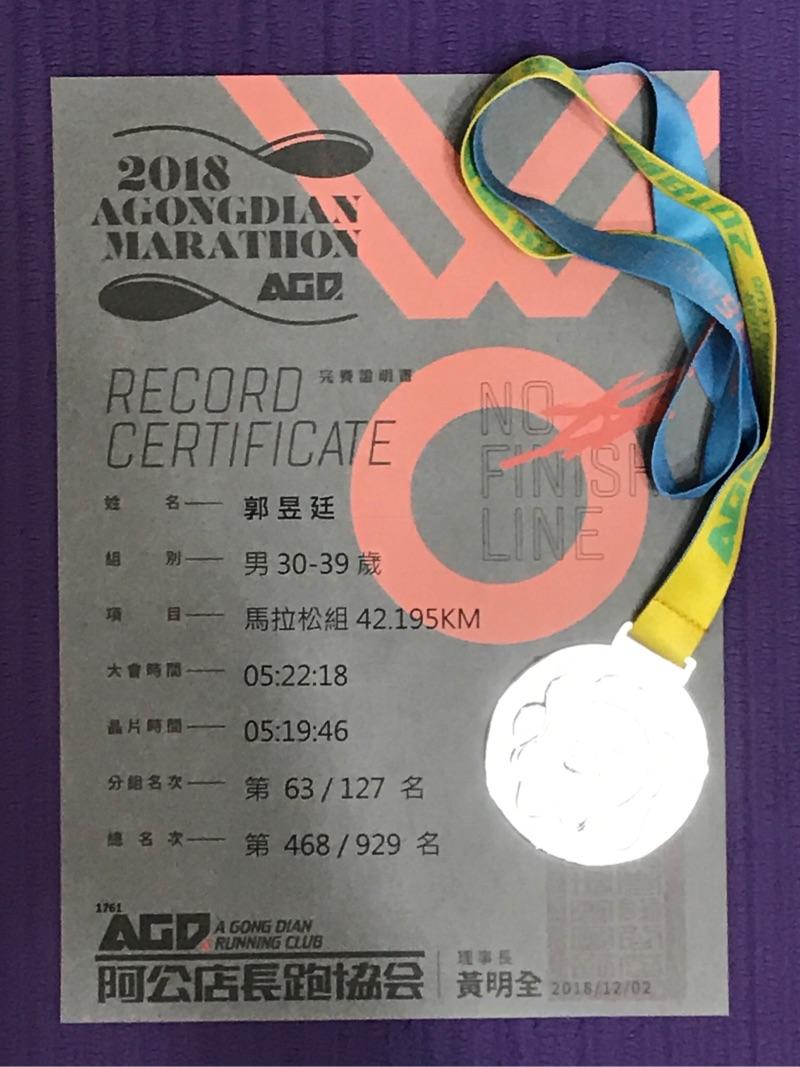 2018
AGONGDIAN
MARATHON
AGD.
RECORD 完賽證明書
CERTIFICATE
NO
FINISH
LINE
姓 名 郭昱廷
組 別 男 30-39 歲
項 目 馬拉松組 42.195KM
大會時間 05:22:18
晶片時間 05:19:46
分組名次 第 63 / 127 名
總 名 次 第 468 / 929 名
1761
AGD. A GONG DIAN
RUNNING CLUB
阿公店長跑協会
理事長
黃明全 2018/12/02
2018
AGD